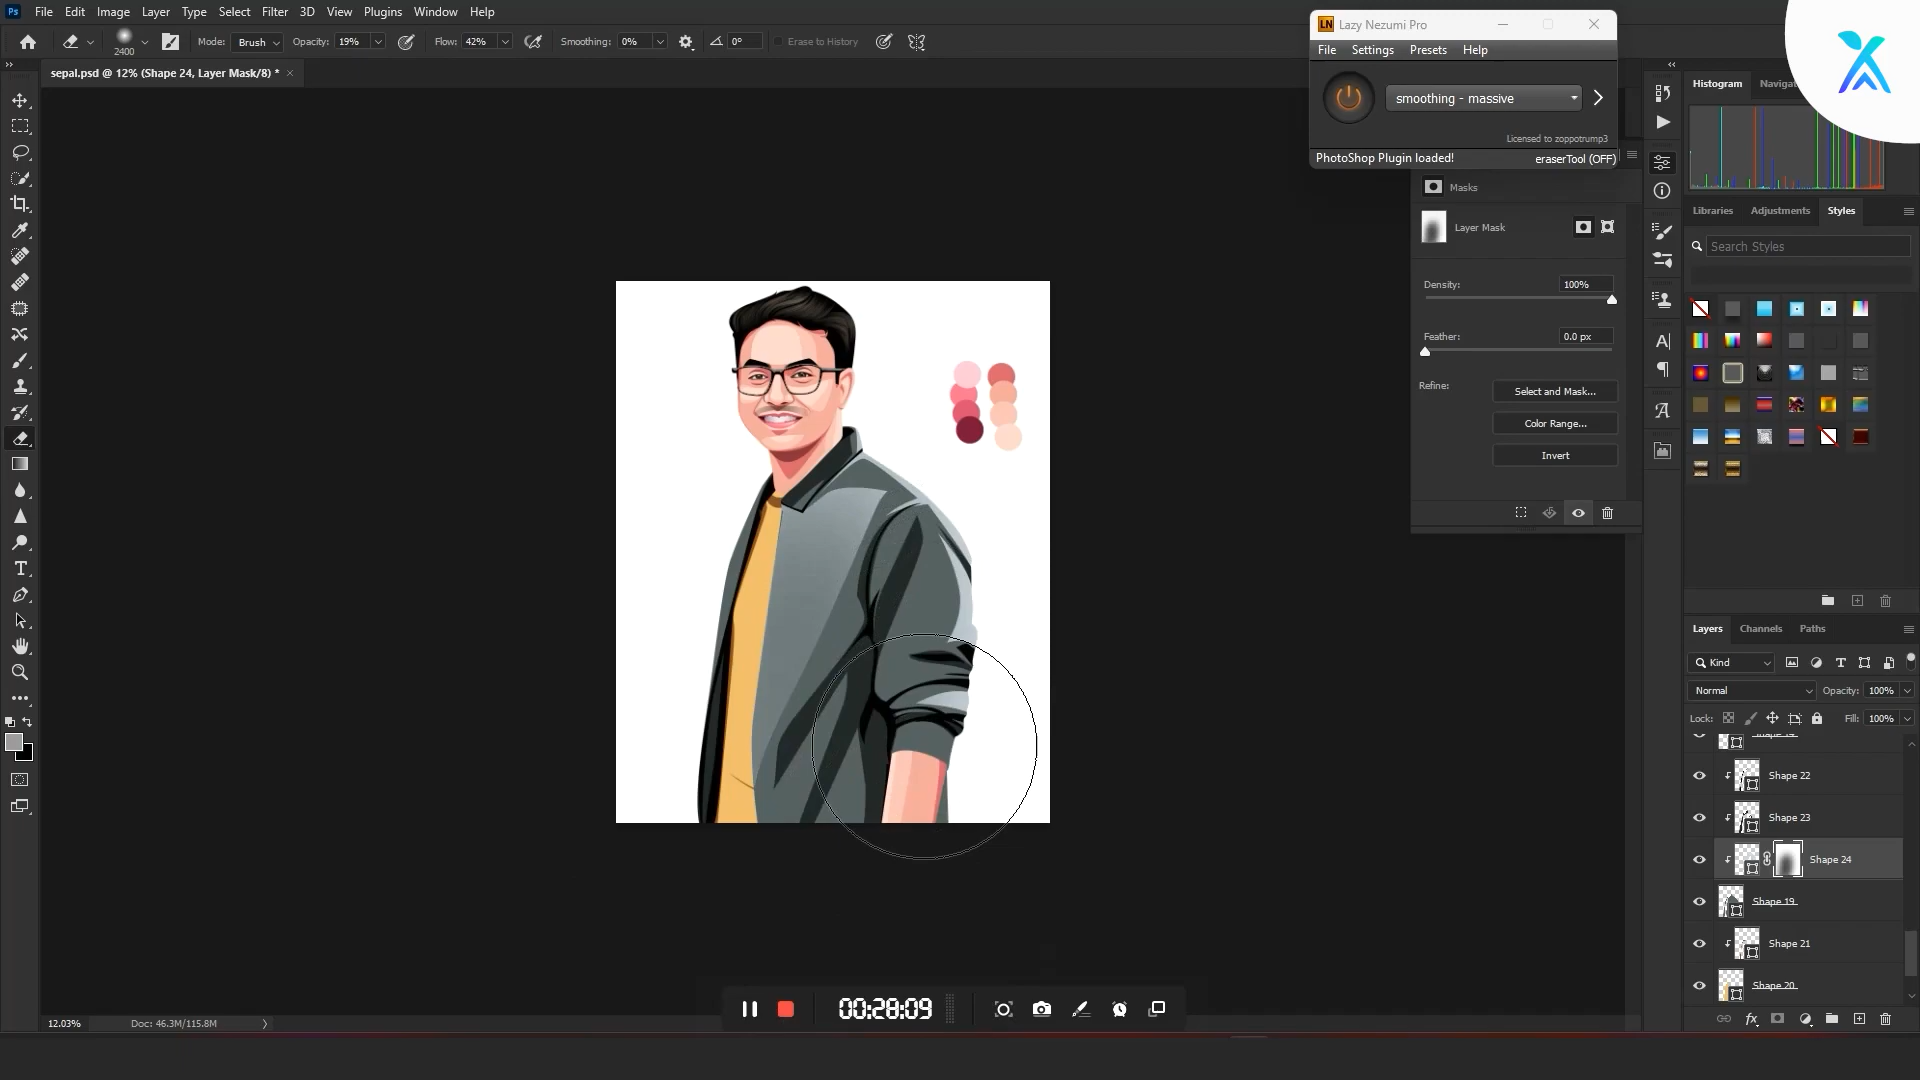 Ps File Edit Image Layer Type Select Filter 3D View Plugins Window Help
2400 Mode: Brush Opacity: 19% Flow: 42% Smoothing: 0% 0° Erase to History
sepal.psd @ 12% (Shape 24, Layer Mask/8) * ×
LN Lazy Nezumi Pro
File Settings Presets Help
smoothing - massive
Licensed to zoppotrump3
PhotoShop Plugin loaded! eraserTool (OFF)
Masks
Layer Mask
Density: 100%
Feather: 0.0 px
Refine: Select and Mask...
Color Range...
Invert
Histogram
Libraries Adjustments Styles
Search Styles
Layers Channels Paths
Kind
Normal Opacity: 100%
Lock: Fill: 100%
Shape 22
Shape 23
Shape 24
Shape 19
Shape 21
Shape 20
fx
00:28:09
12.03% Doc: 46.3M/115.8M